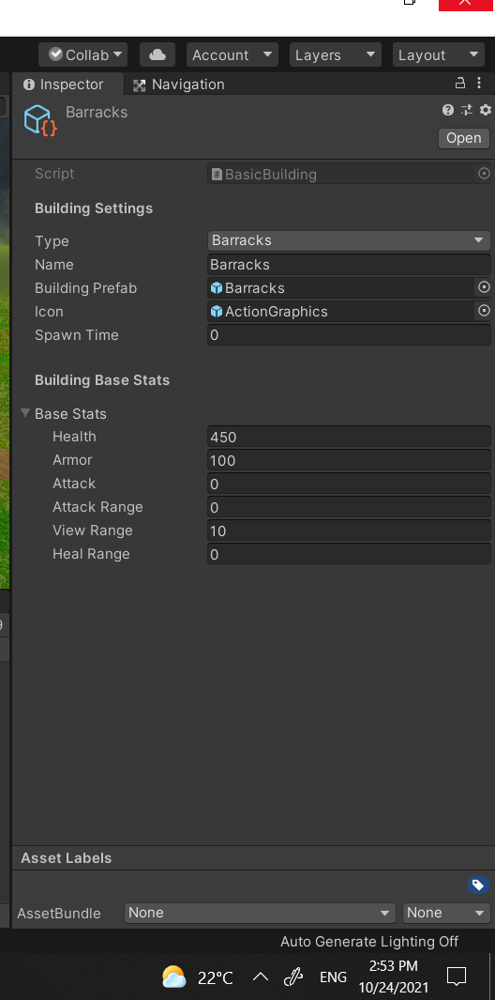 Collab Account Layers Layout
Inspector Navigation
Barracks
Open
Script BasicBuilding
Building Settings
Type Barracks
Name Barracks
Building Prefab Barracks
Icon ActionGraphics
Spawn Time 0
Building Base Stats
Base Stats
Health 450
Armor 100
Attack 0
Attack Range 0
View Range 10
Heal Range 0
Asset Labels
AssetBundle None None
Auto Generate Lighting Off
22°C ENG 2:53 PM
10/24/2021